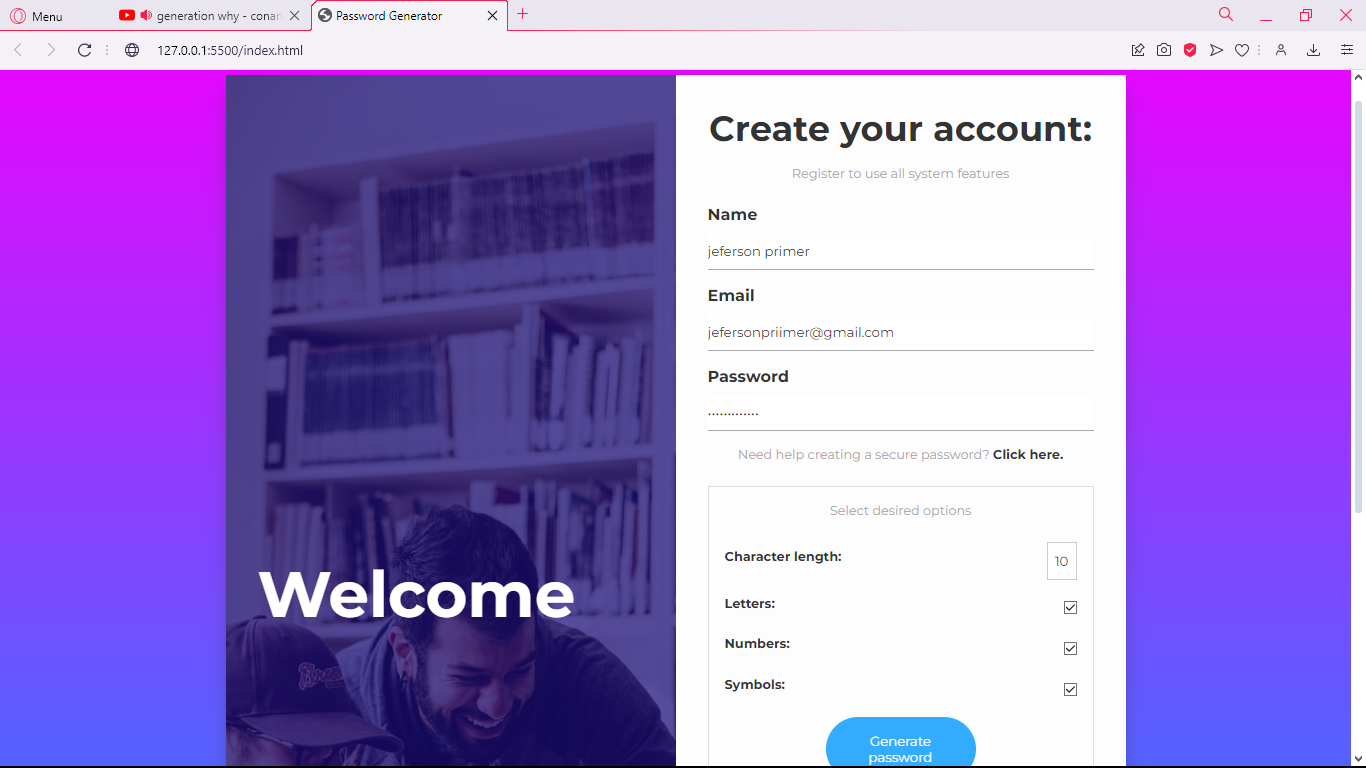 Menu
generation why - conan
Password Generator
127.0.0.1:5500/index.html
Create your account:
Register to use all system features
Name
jeferson primer
Email
jefersonpriimer@gmail.com
Password
Need help creating a secure password? Click here.
Select desired options
Character length:
10
Letters:
Numbers:
Symbols:
Generate
password
Welcome